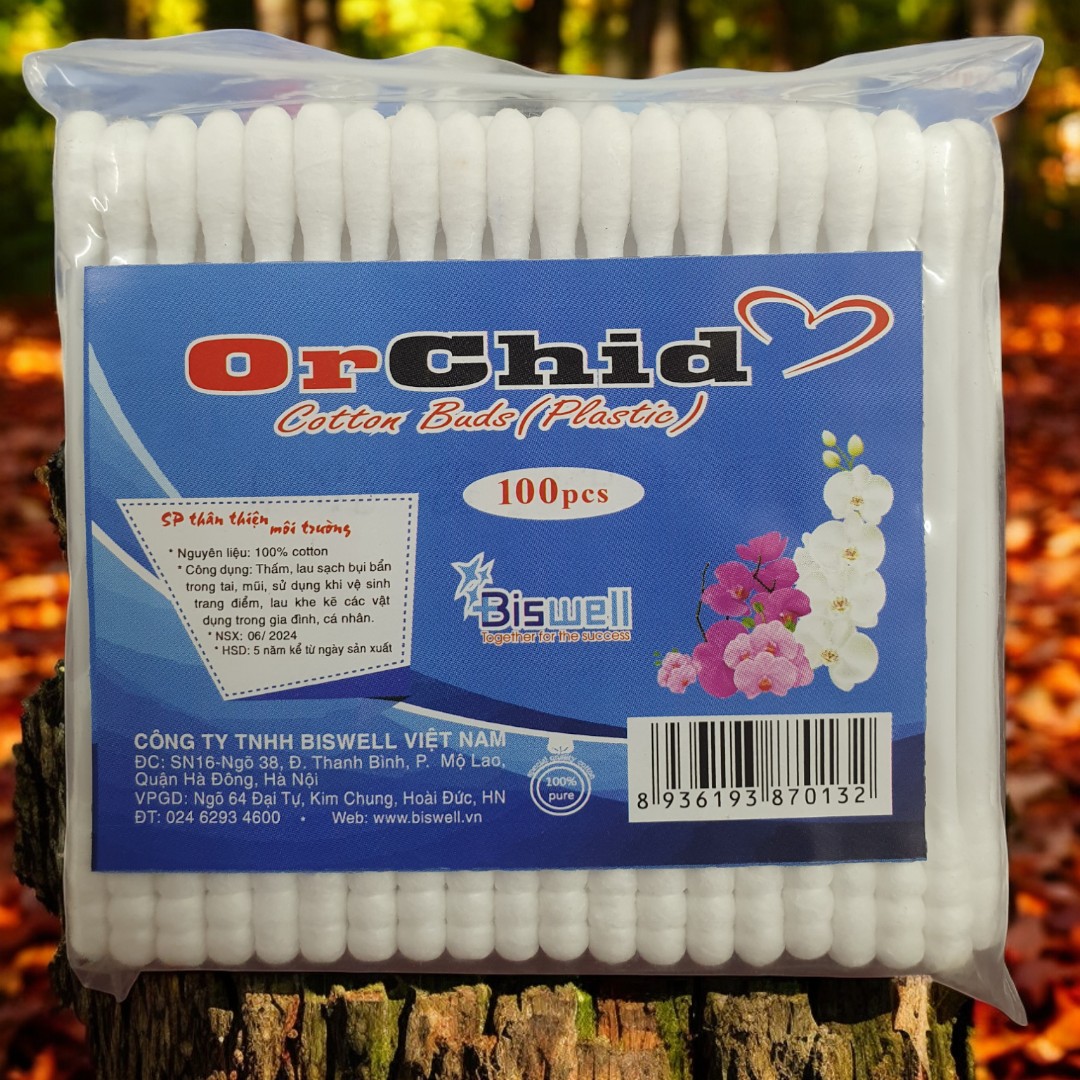 OrChid
Cotton Buds (Plastic)
100pcs
SP thân thiện môi trường
* Nguyên liệu: 100% cotton
* Công dụng: Thấm, lau sạch bụi bẩn
trong tai, mũi, sử dụng khi vệ sinh
trang điểm, lau khe kẽ các vật
dụng trong gia đình, cá nhân.
* NSX: 06/ 2024
* HSD: 5 năm kể từ ngày sản xuất
Biswell
Together for the success
CÔNG TY TNHH BISWELL VIỆT NAM
ĐC: SN16-Ngõ 38, Đ. Thanh Bình, P. Mộ Lao,
Quận Hà Đông, Hà Nội
VPGD: Ngõ 64 Đại Tự, Kim Chung, Hoài Đức, HN
ĐT: 024 6293 4600 • Web: www.biswell.vn
100%
pure
8 936193 870132